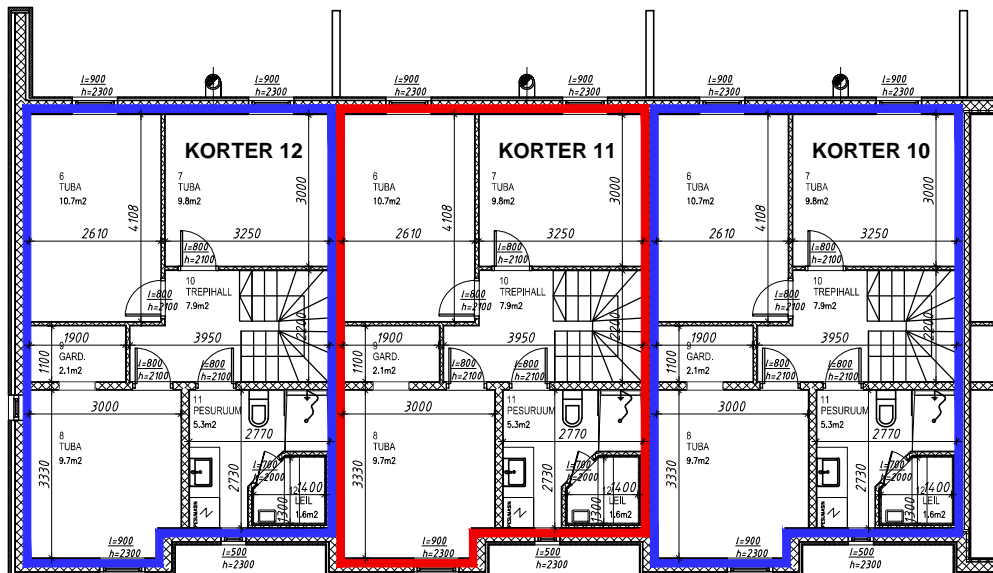 l=900
h=2300
l=900
h=2300
l=900
h=2300
l=900
h=2300
l=900
h=2300
l=900
h=2300
KORTER 12
6
TUBA
10.7m2
7
TUBA
9.8m2
3000
4108
2610
3250
l=800
h=2100
l=800
h=2100
10
TREPIHALL
7.9m2
2200
1900
3950
1100
9
GARD.
2.1m2
l=800
h=2100
l=800
h=2100
3000
11
PESURUUM
5.3m2
2770
8
TUBA
9.7m2
3330
2730
l=700
h=2000
1400
12
LEIL
1.6m2
1300
PESUMASIN
l=900
h=2300
l=500
h=2300
KORTER 11
6
TUBA
10.7m2
7
TUBA
9.8m2
3000
4108
2610
3250
l=800
h=2100
l=800
h=2100
10
TREPIHALL
7.9m2
2200
1900
3950
1100
9
GARD.
2.1m2
l=800
h=2100
l=800
h=2100
3000
11
PESURUUM
5.3m2
2770
8
TUBA
9.7m2
3330
2730
l=700
h=2000
1400
12
LEIL
1.6m2
1300
PESUMASIN
l=900
h=2300
l=500
h=2300
KORTER 10
6
TUBA
10.7m2
7
TUBA
9.8m2
3000
4108
2610
3250
l=800
h=2100
l=800
h=2100
10
TREPIHALL
7.9m2
2200
1900
3950
1100
9
GARD.
2.1m2
l=800
h=2100
l=800
h=2100
3000
11
PESURUUM
5.3m2
2770
8
TUBA
9.7m2
3330
2730
l=700
h=2000
1400
12
LEIL
1.6m2
1300
PESUMASIN
l=900
h=2300
l=500
h=2300